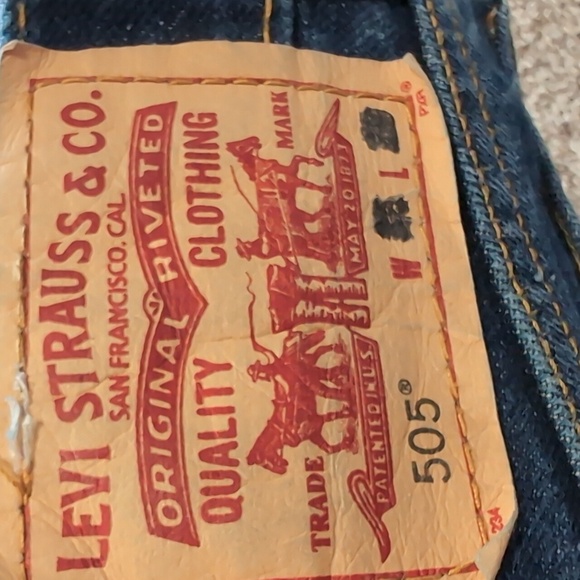 LEVI STRAUSS & CO.
SAN FRANCISCO, CAL
ORIGINAL RIVETED
QUALITY CLOTHING
TRADE MARK
PATENTED IN U.S. MAY 20 1873
505® W L